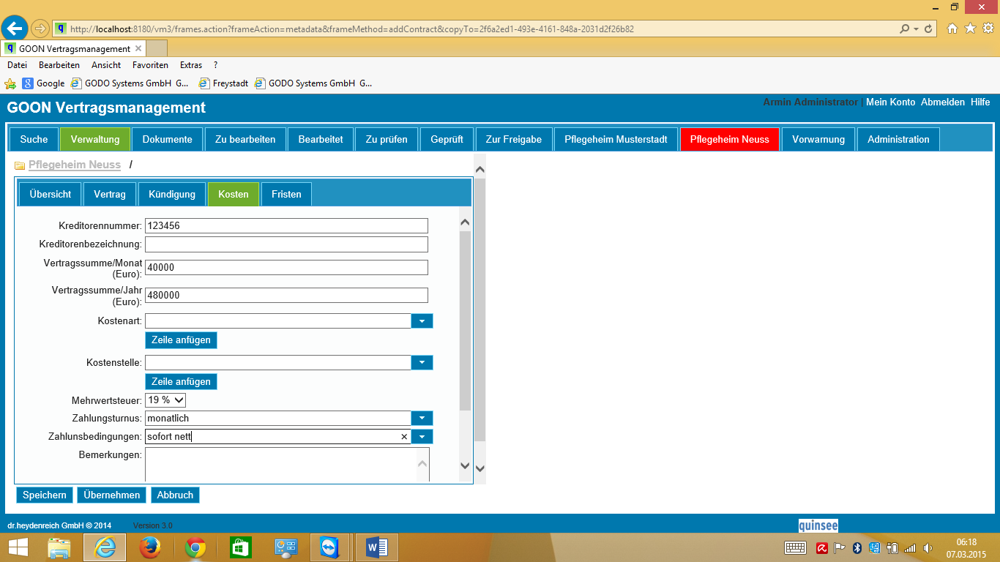 http://localhost:8180/vm3/frames.action?frameAction=metadata&frameMethod=addContract&copyTo=2f6a2ed1-493e-4161-848a-2031d2f26b82
GOON Vertragsmanagement
Datei Bearbeiten Ansicht Favoriten Extras ?
Google GODO Systems GmbH G... Freystadt GODO Systems GmbH G...
GOON Vertragsmanagement
Armin Administrator | Mein Konto Abmelden Hilfe
Suche Verwaltung Dokumente Zu bearbeiten Bearbeitet Zu prüfen Geprüft Zur Freigabe Pflegeheim Musterstadt Pflegeheim Neuss Vorwarnung Administration
Pflegeheim Neuss /
Übersicht Vertrag Kündigung Kosten Fristen
Kreditorennummer: 123456
Kreditorenbezeichnung:
Vertragssumme/Monat
(Euro): 40000
Vertragssumme/Jahr
(Euro): 480000
Kostenart:
Zeile anfügen
Kostenstelle:
Zeile anfügen
Mehrwertsteuer: 19 %
Zahlungsturnus: monatlich
Zahlunsbedingungen: sofort nett
Bemerkungen:
Speichern Übernehmen Abbruch
dr.heydenreich GmbH © 2014 Version 3.0 quinsee
06:18
07.03.2015